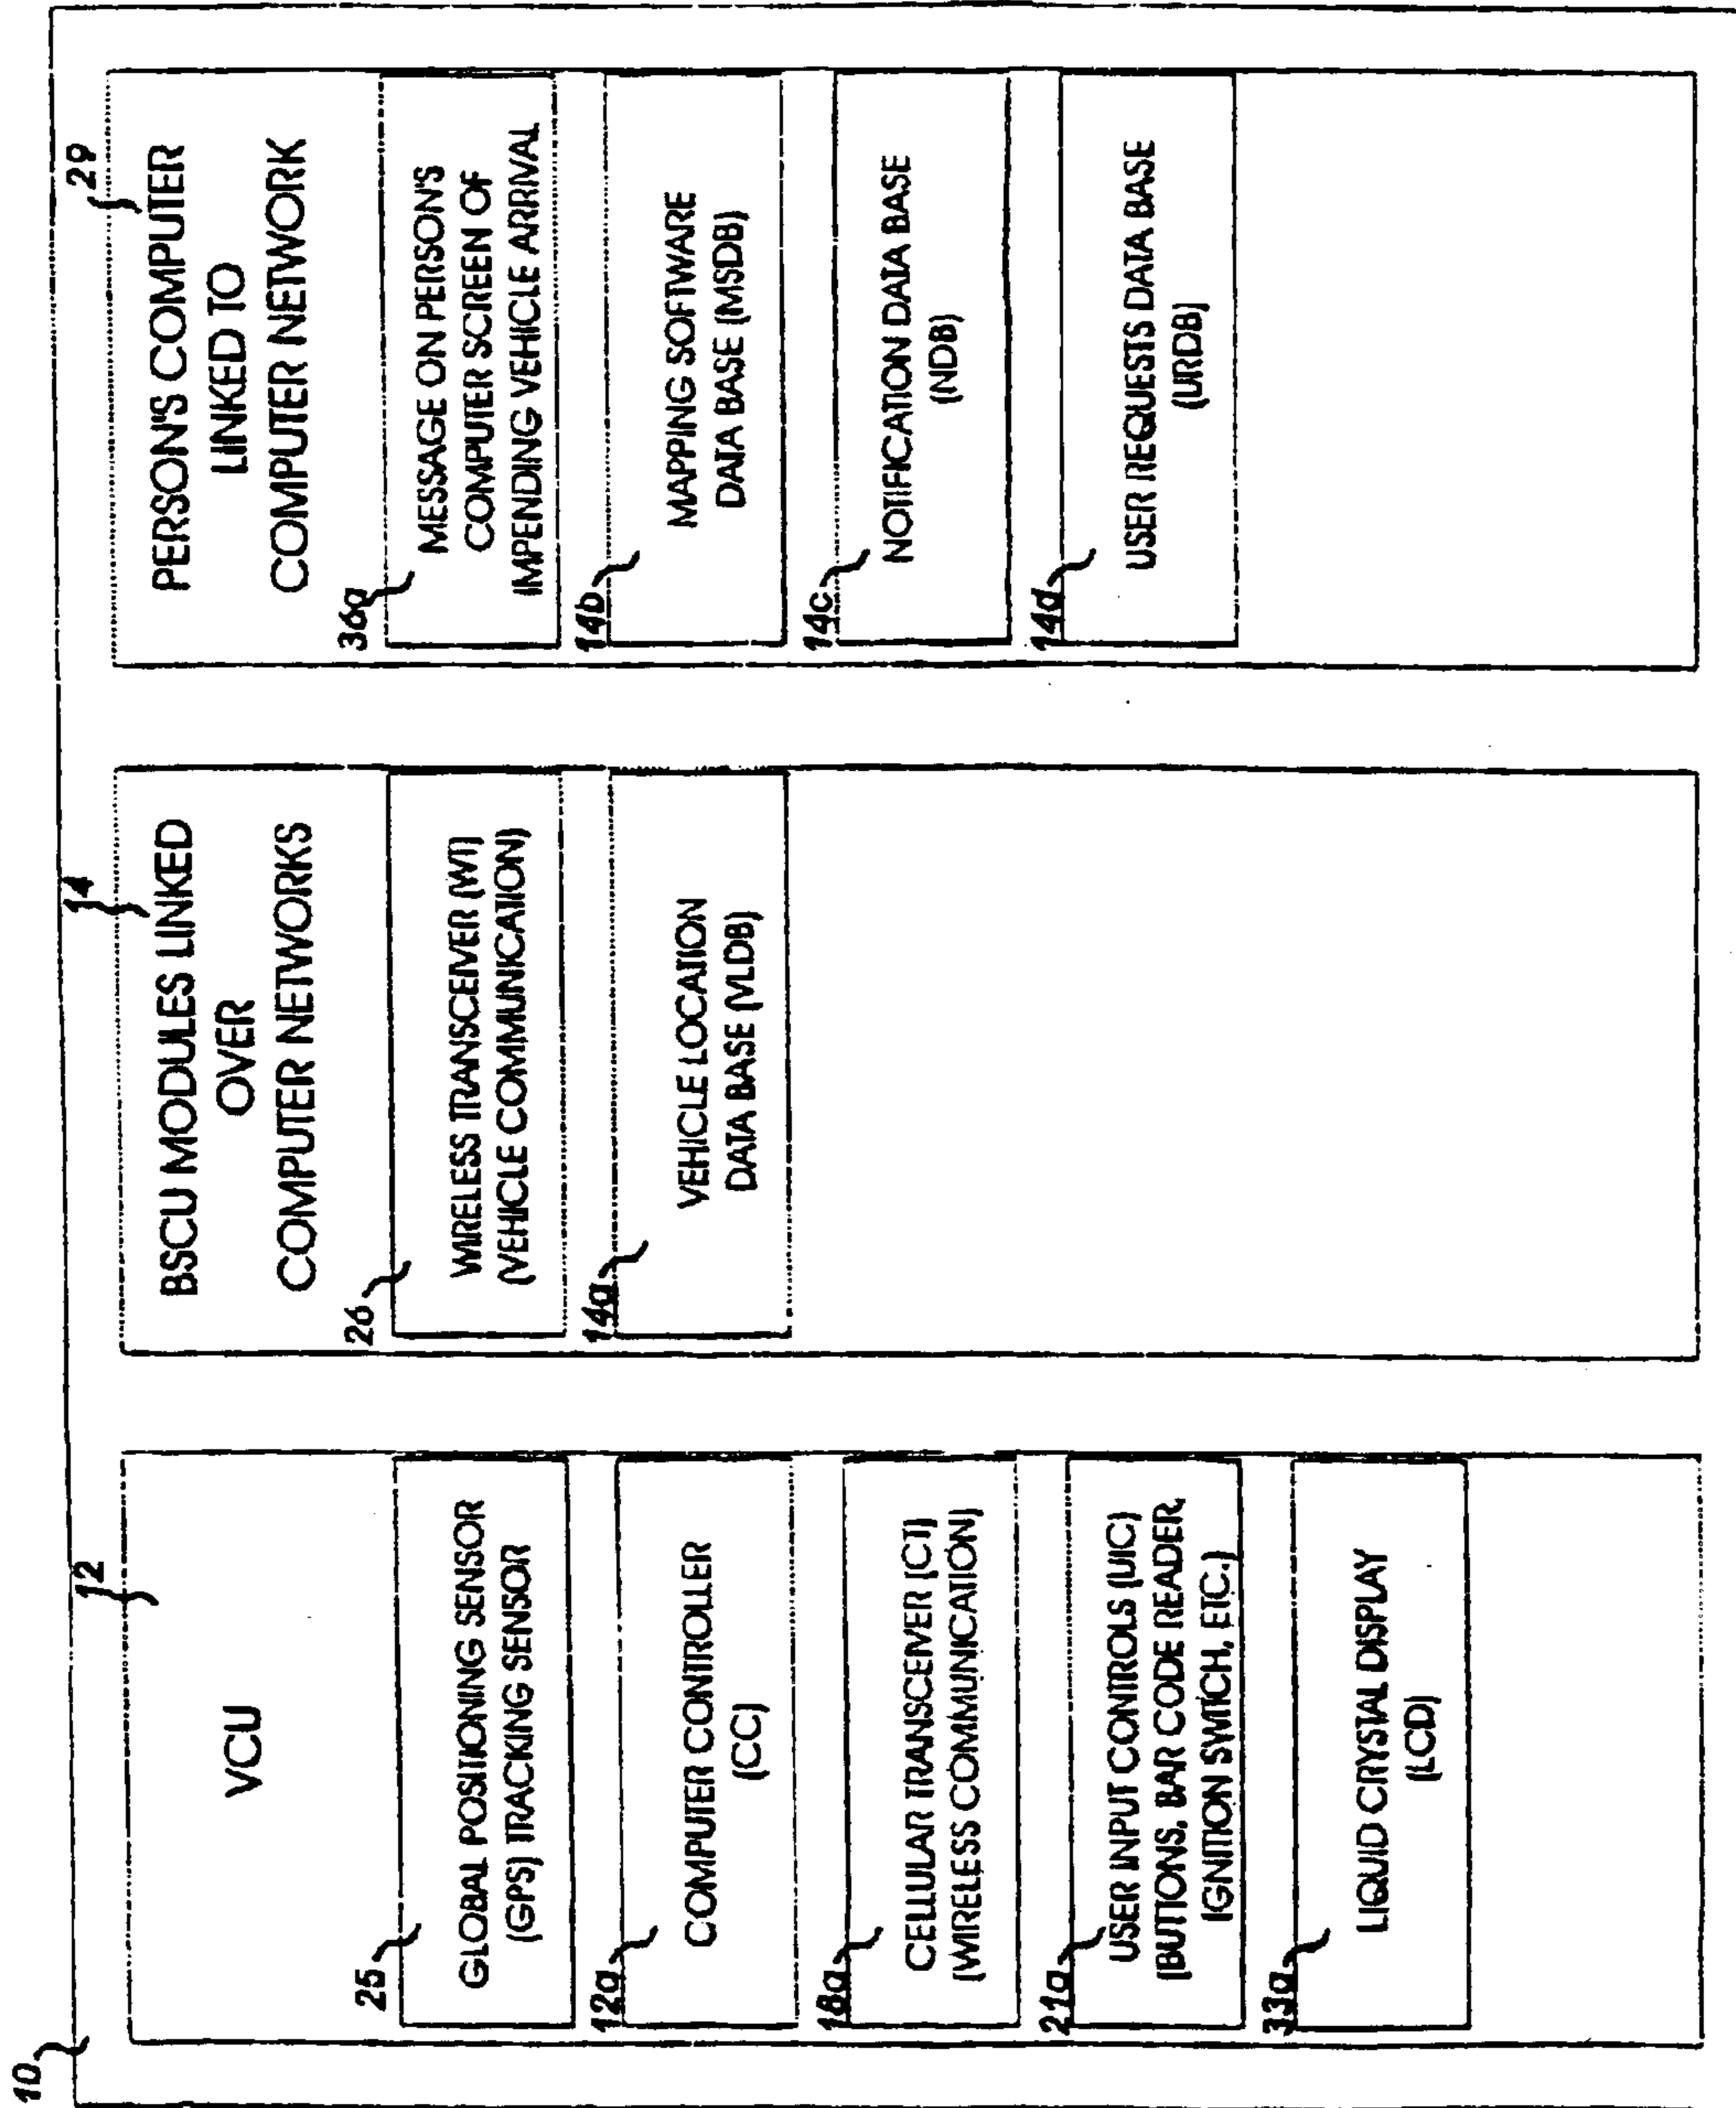 10
12
VCU
25
GLOBAL POSITIONING SENSOR
(GPS) TRACKING SENSOR
12a
COMPUTER CONTROLLER
(CC)
18a
CELLULAR TRANSCEIVER (CT)
(WIRELESS COMMUNICATION)
21a
USER INPUT CONTROLS (UIC)
(BUTTONS, BAR CODE READER,
IGNITION SWITCH, ETC.)
33a
LIQUID CRYSTAL DISPLAY
(LCD)
14
BSCU MODULES LINKED
OVER
COMPUTER NETWORKS
26
WIRELESS TRANSCEIVER (WT)
(VEHICLE COMMUNICATION)
14a
VEHICLE LOCATION
DATA BASE (VLDB)
29
PERSON'S COMPUTER
LINKED TO
COMPUTER NETWORK
36a
MESSAGE ON PERSON'S
COMPUTER SCREEN OF
IMPENDING VEHICLE ARRIVAL
14b
MAPPING SOFTWARE
DATA BASE (MSDB)
14c
NOTIFICATION DATA BASE
(NDB)
14d
USER REQUESTS DATA BASE
(URDB)